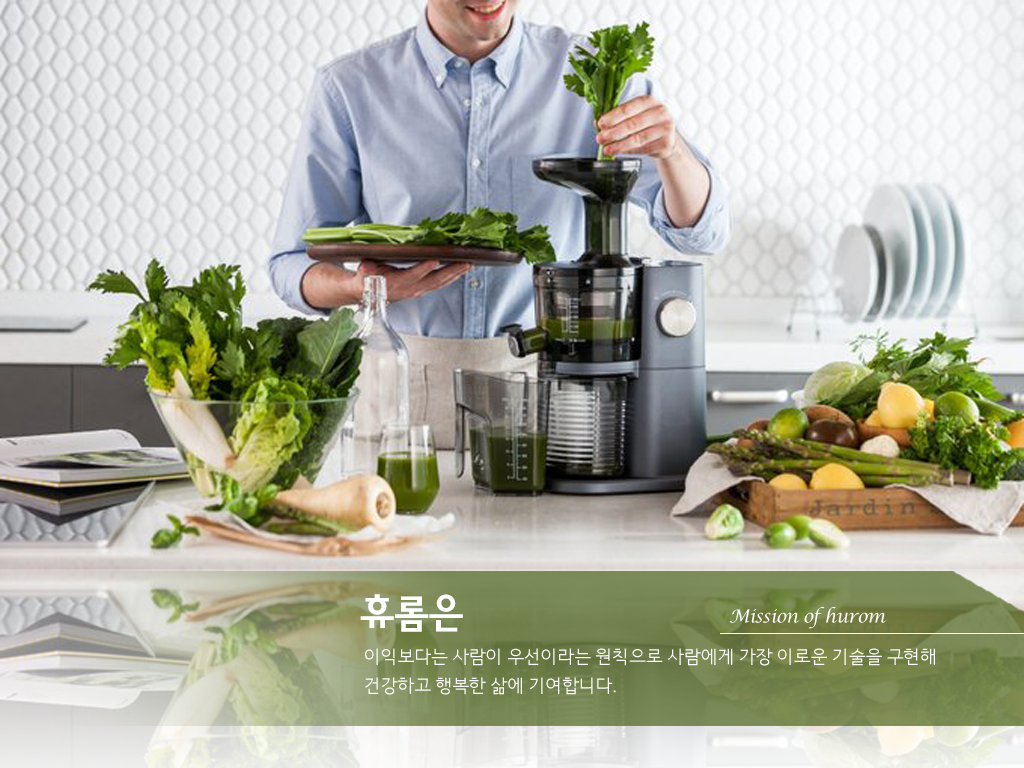 Jardin
휴롬은
Mission of hurom
이익보다는 사람이 우선이라는 원칙으로 사람에게 가장 이로운 기술을 구현해
건강하고 행복한 삶에 기여합니다.